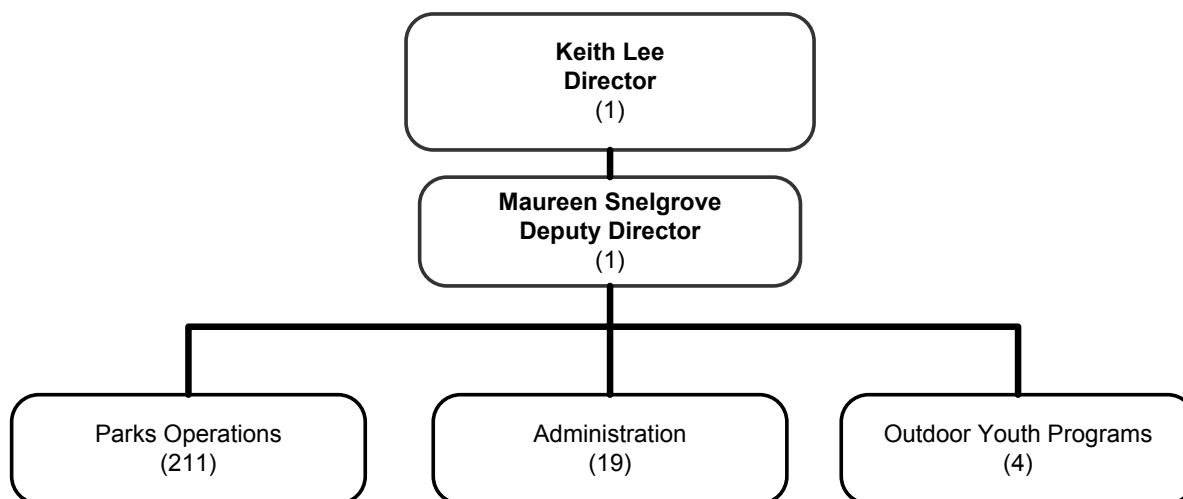 Keith Lee
Director
(1)
Maureen Snelgrove
Deputy Director
(1)
Parks Operations
(211)
Administration
(19)
Outdoor Youth Programs
(4)